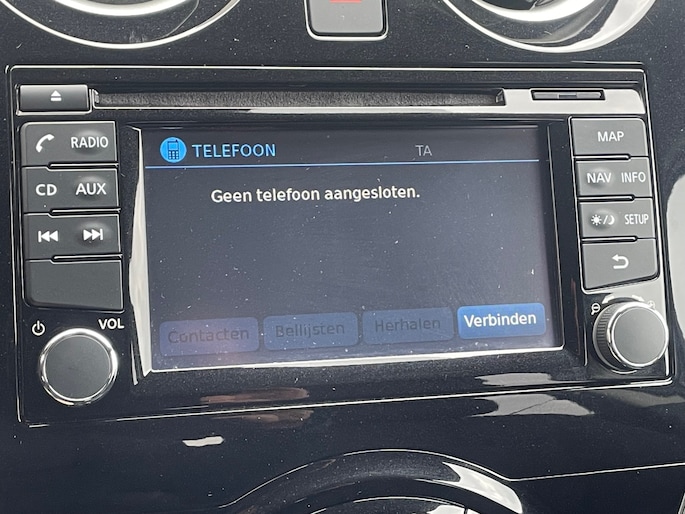 RADIO
CD AUX
VOL
TELEFOON TA
Geen telefoon aangesloten.
Contacten Bellijsten Herhalen Verbinden
MAP
NAV INFO
SETUP